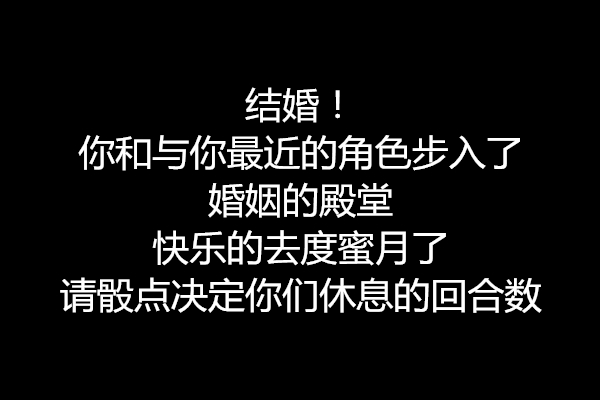 结婚！
你和与你最近的角色步入了
婚姻的殿堂
快乐的去度蜜月了
请骰点决定你们休息的回合数